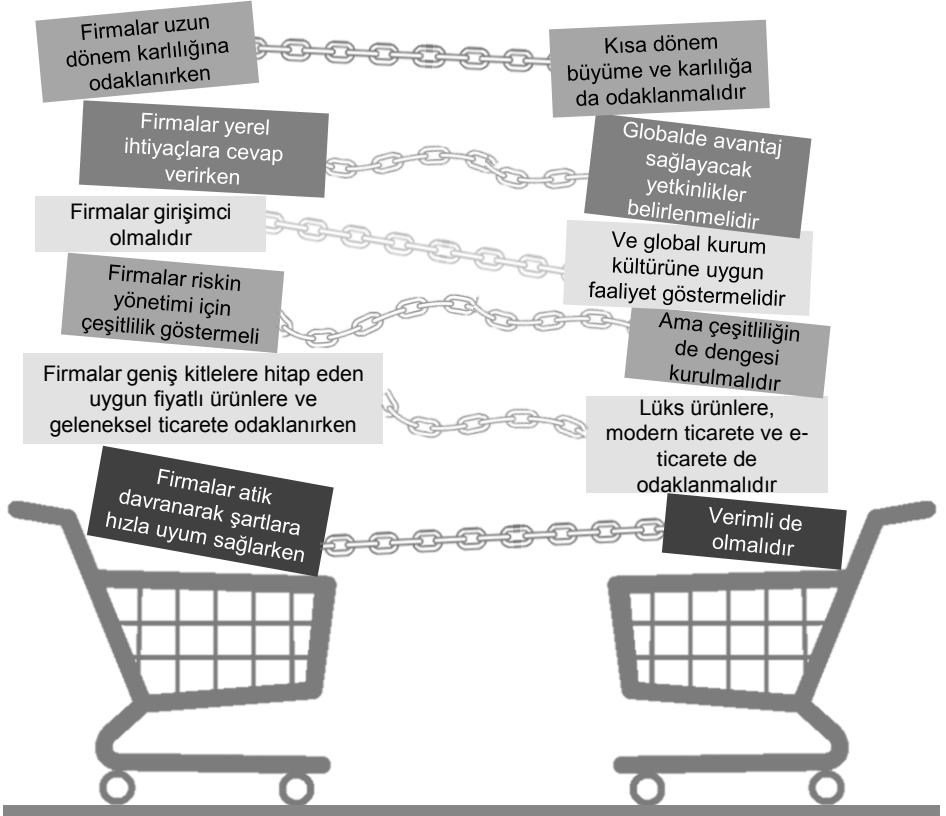 Firmalar uzun
dönem karlılığına
odaklanırken
Kısa dönem
büyüme ve karlılığa
da odaklanmalıdır
Firmalar yerel
ihtiyaçlara cevap
verirken
Globalde avantaj
sağlayacak
yetkinlikler
belirlenmelidir
Firmalar girişimci
olmalıdır
Ve global kurum
kültürüne uygun
faaliyet göstermelidir
Firmalar riskin
yönetimi için
çeşitlilik göstermeli
Ama çeşitliliğin
de dengesi
kurulmalıdır
Firmalar geniş kitlelere hitap eden
uygun fiyatlı ürünlere ve
geleneksel ticarete odaklanırken
Lüks ürünlere,
modern ticarete ve e-
ticarete de
odaklanmalıdır
Firmalar atik
davranarak şartlara
hızla uyum sağlarken
Verimli de
olmalıdır